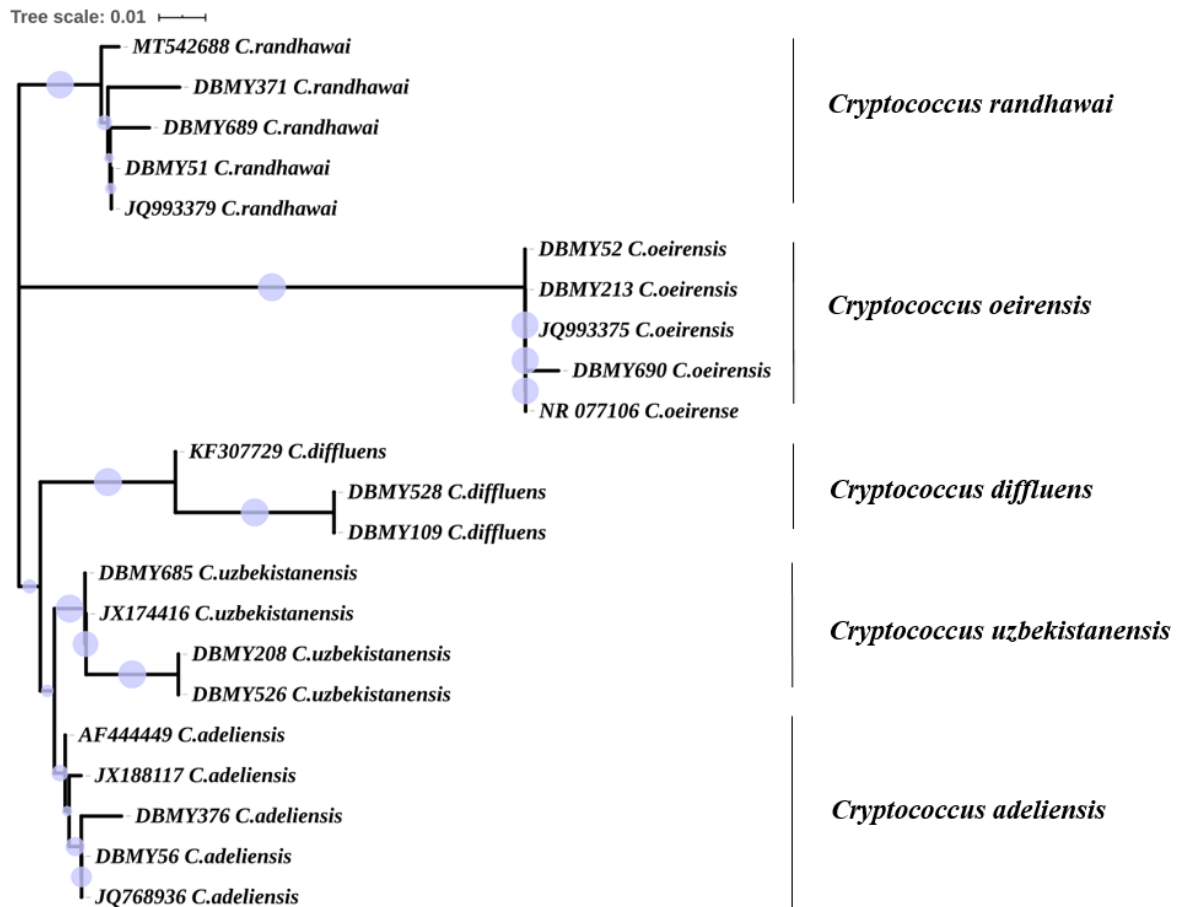 Tree scale: 0.01
MT542688 C.randhawai
DBMY371 C.randhawai
DBMY689 C.randhawai
DBMY51 C.randhawai
JQ993379 C.randhawai
Cryptococcus randhawai
DBMY52 C.oeirensis
DBMY213 C.oeirensis
JQ993375 C.oeirensis
DBMY690 C.oeirensis
NR 077106 C.oeirense
Cryptococcus oeirensis
KF307729 C.diffluens
DBMY528 C.diffluens
DBMY109 C.diffluens
Cryptococcus diffluens
DBMY685 C.uzbekistanensis
JX174416 C.uzbekistanensis
DBMY208 C.uzbekistanensis
DBMY526 C.uzbekistanensis
Cryptococcus uzbekistanensis
AF444449 C.adeliensis
JX188117 C.adeliensis
DBMY376 C.adeliensis
DBMY56 C.adeliensis
JQ768936 C.adeliensis
Cryptococcus adeliensis